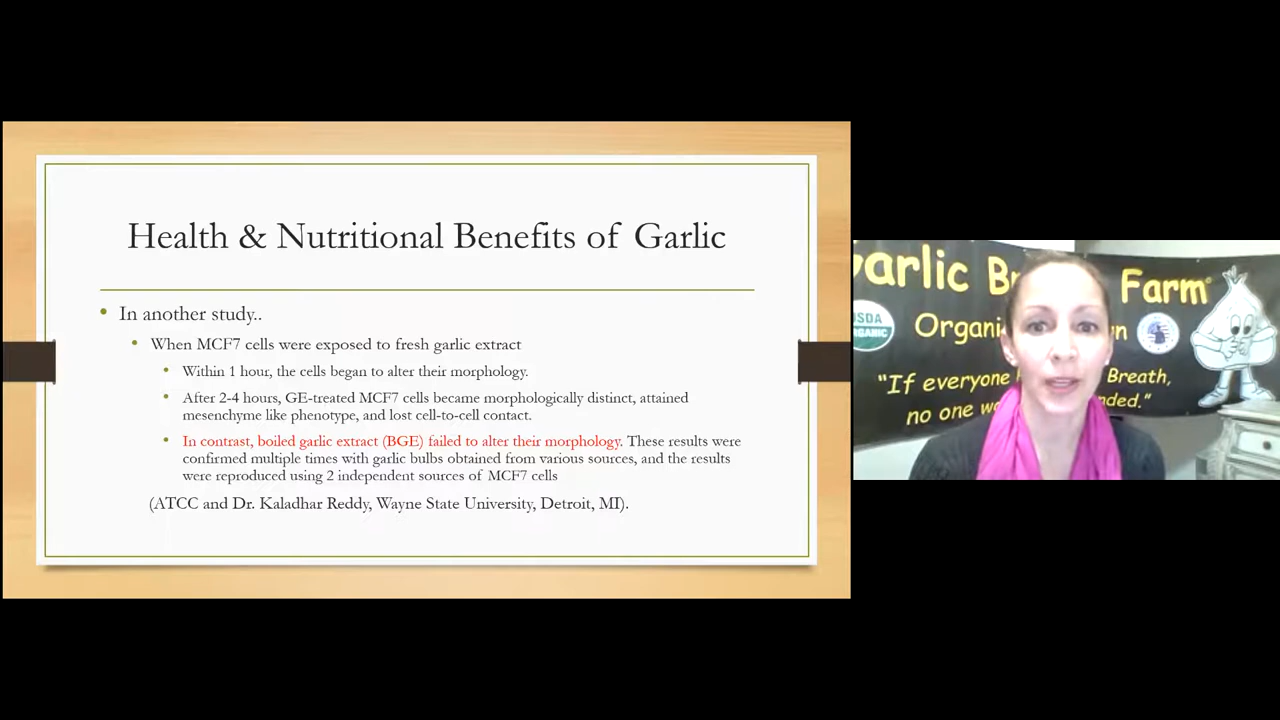 Health & Nutritional Benefits of Garlic
• In another study..
• When MCF7 cells were exposed to fresh garlic extract
• Within 1 hour, the cells began to alter their morphology.
• After 2-4 hours, GE-treated MCF7 cells became morphologically distinct, attained
mesenchyme like phenotype, and lost cell-to-cell contact.
• In contrast, boiled garlic extract (BGE) failed to alter their morphology. These results were
confirmed multiple times with garlic bulbs obtained from various sources, and the results
were reproduced using 2 independent sources of MCF7 cells
(ATCC and Dr. Kaladhar Reddy, Wayne State University, Detroit, MI).
arlic B Farm
Organi n
"If everyone Breath,
no one w nded."